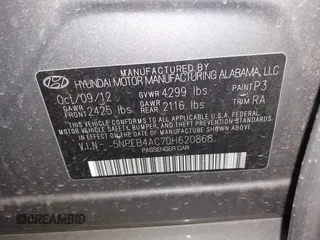 HYUNDAI MOTOR MANUFACTURING ALABAMA, LLC
Oct/09/12 GVWR 4299 lbs PAINT P3
GAWR FRONT 2425 lbs GAWR REAR 2116 lbs TRIM RA
THIS VEHICLE CONFORMS TO ALL APPLICABLE U.S.
FEDERAL MOTOR VEHICLE SAFETY, BUMPER, AND THEFT
PREVENTION STANDARDS IN EFFECT ON THE DATE OF
MANUFACTURE SHOWN ABOVE.
V.I.N - 5NPEB4AC7DH620868
PASSENGER CAR
DREAMBID